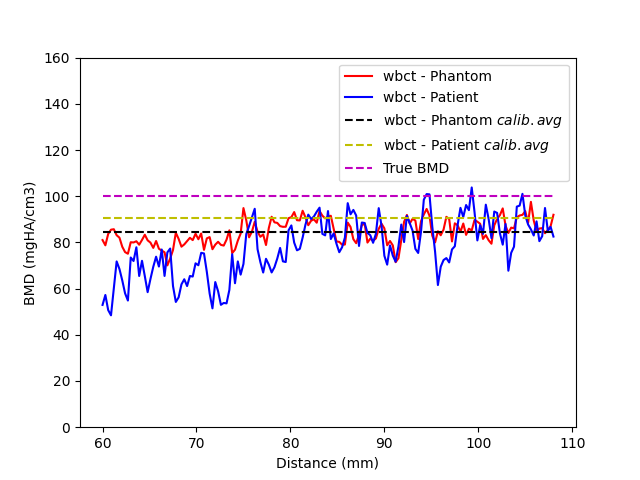 160
140
120
100
80
60
40
20
0
BMD (mgHA/cm3)
wbct - Phantom
wbct - Patient
wbct - Phantom calib.avg
wbct - Patient calib.avg
True BMD
60 70 80 90 100 110
Distance (mm)